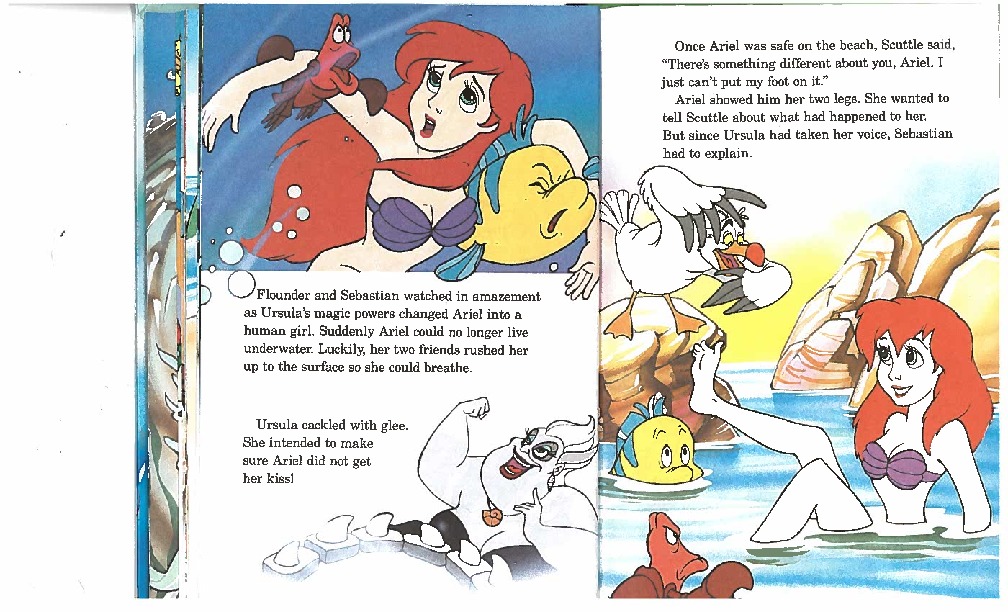 Flounder and Sebastian watched in amazement
as Ursula's magic powers changed Ariel into a
human girl. Suddenly Ariel could no longer live
underwater. Luckily, her two friends rushed her
up to the surface so she could breathe.
Ursula cackled with glee.
She intended to make
sure Ariel did not get
her kiss!
Once Ariel was safe on the beach, Scuttle said,
"There's something different about you, Ariel. I
just can't put my foot on it."
Ariel showed him her two legs. She wanted to
tell Scuttle about what had happened to her.
But since Ursula had taken her voice, Sebastian
had to explain.